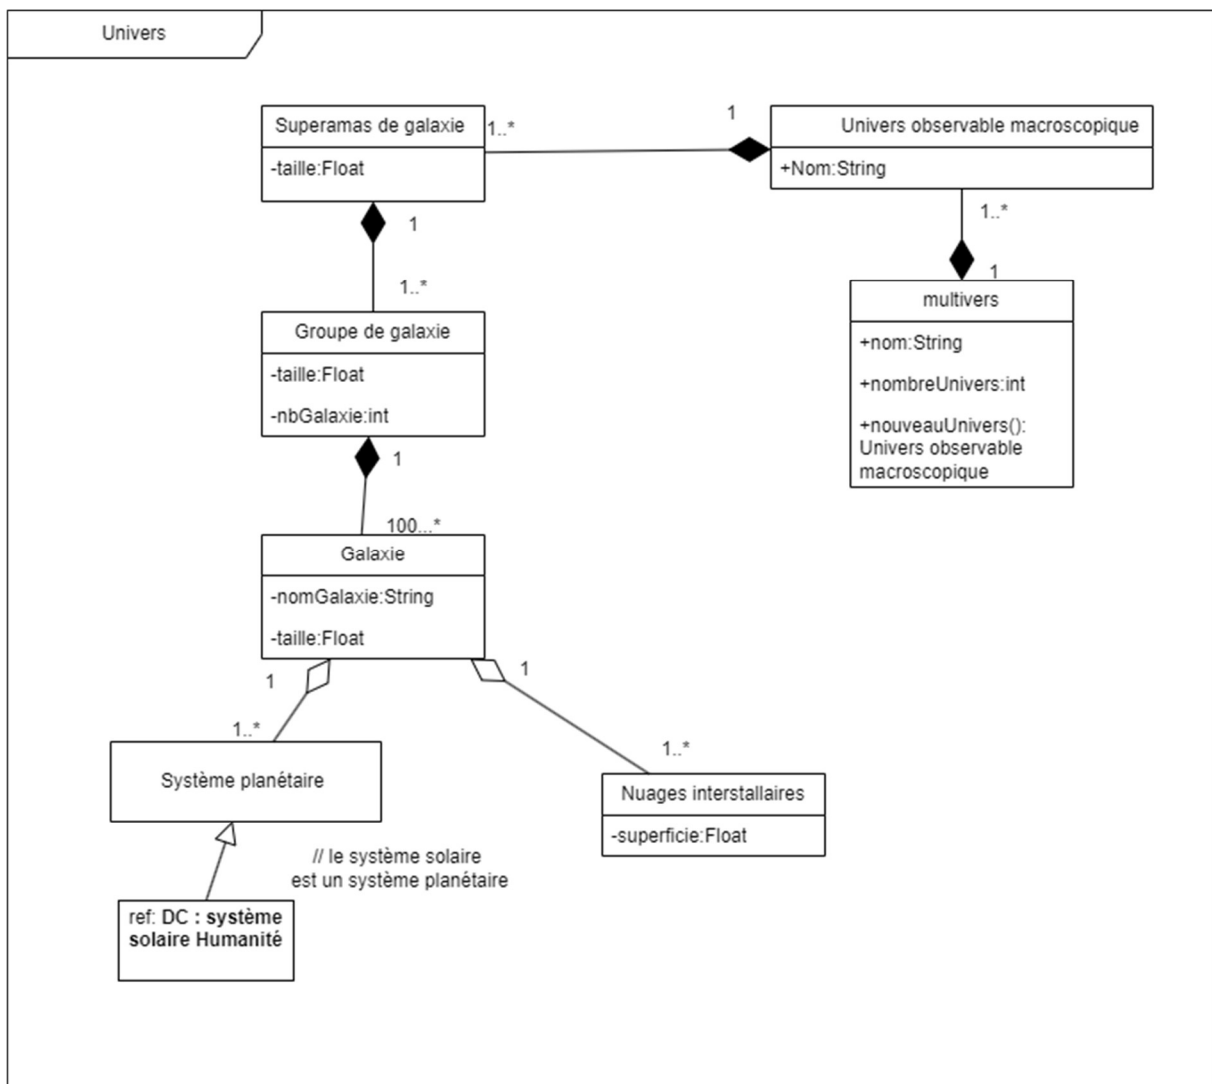 Univers
Superamas de galaxie
-taille:Float
1..*
1
Univers observable macroscopique
+Nom:String
1
1..*
1..*
1
multivers
+nom:String
+nombreUnivers:int
+nouveauUnivers():
Univers observable
macroscopique
Groupe de galaxie
-taille:Float
-nbGalaxie:int
1
100...*
Galaxie
-nomGalaxie:String
-taille:Float
1
1
1..*
1..*
Système planétaire
Nuages interstallaires
-superficie:Float
// le système solaire
est un système planétaire
ref: DC : système
solaire Humanité